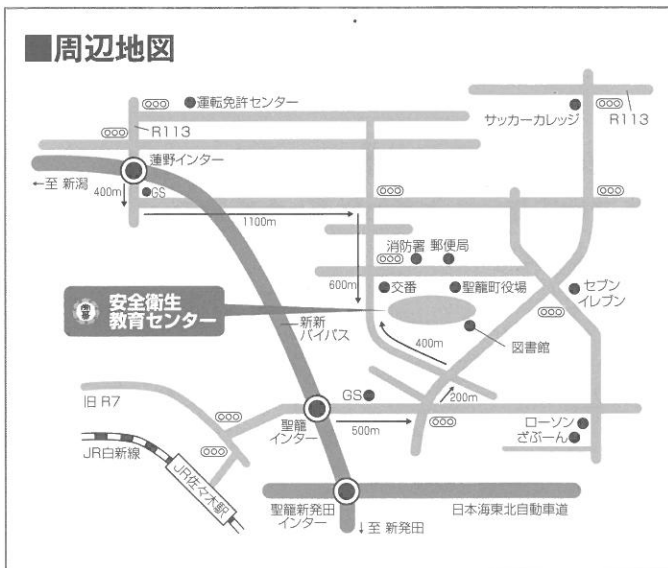 ■周辺地図
運転免許センター
R113
サッカーカレッジ
R113
蓮野インター
←至 新潟
400m
GS
1100m
消防署 郵便局
600m
交番
聖籠町役場
セブン
イレブン
安全衛生
教育センター
新新
バイパス
400m
図書館
旧 R7
GS
200m
聖籠
インター
500m
ローソン
ざぶーん
JR白新線
JR佐々木駅
聖籠新発田
インター
日本海東北自動車道
↓至 新発田